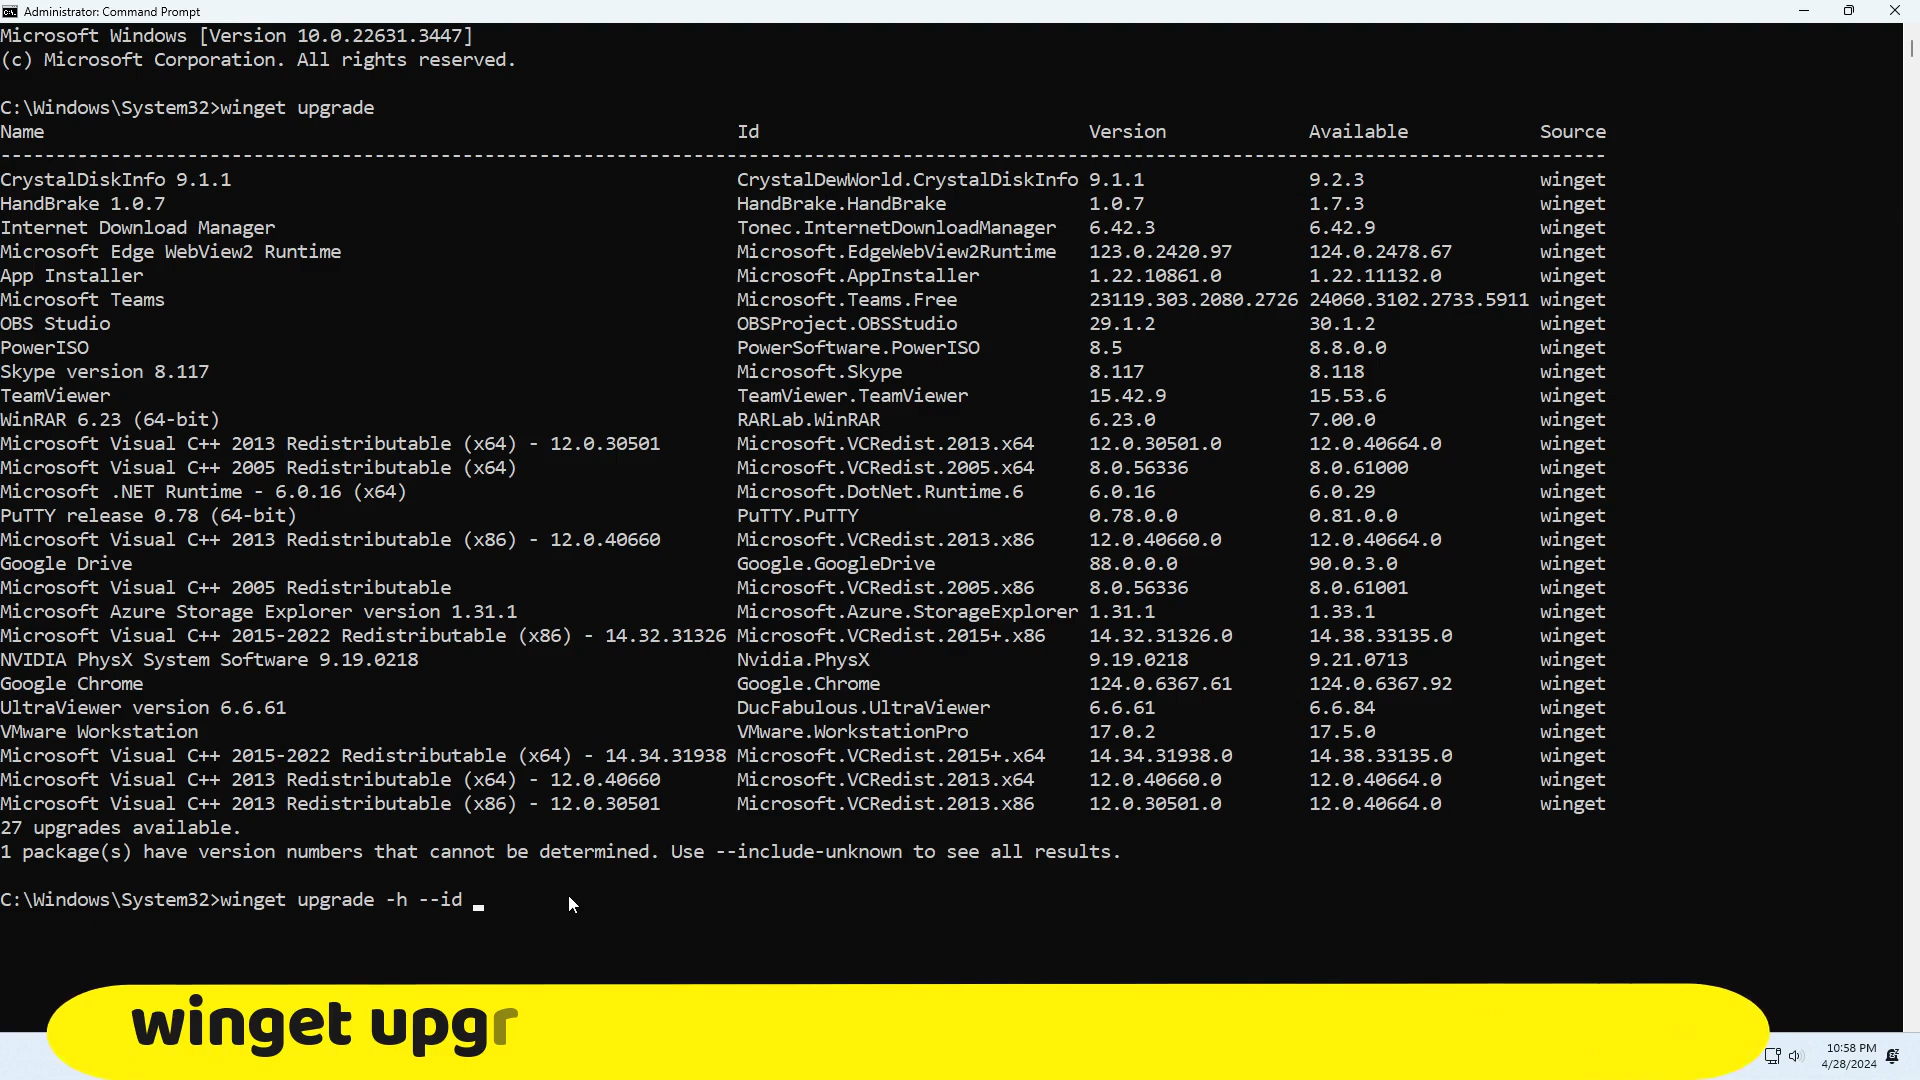 Administrator: Command Prompt
Microsoft Windows [Version 10.0.22631.3447]
(c) Microsoft Corporation. All rights reserved.
C:\Windows\System32>winget upgrade
Name Id Version Available Source
CrystalDiskInfo 9.1.1 CrystalDewWorld.CrystalDiskInfo 9.1.1 9.2.3 winget
HandBrake 1.0.7 HandBrake.HandBrake 1.0.7 1.7.3 winget
Internet Download Manager Tonec.InternetDownloadManager 6.42.3 6.42.9 winget
Microsoft Edge WebView2 Runtime Microsoft.EdgeWebView2Runtime 123.0.2420.97 124.0.2478.67 winget
App Installer Microsoft.AppInstaller 1.22.10861.0 1.22.11132.0 winget
Microsoft Teams Microsoft.Teams.Free 23119.303.2080.2726 24060.3102.2733.5911 winget
OBS Studio OBSProject.OBSStudio 29.1.2 30.1.2 winget
PowerISO PowerSoftware.PowerISO 8.5 8.8.0.0 winget
Skype version 8.117 Microsoft.Skype 8.117 8.118 winget
TeamViewer TeamViewer.TeamViewer 15.42.9 15.53.6 winget
WinRAR 6.23 (64-bit) RARLab.WinRAR 6.23.0 7.00.0 winget
Microsoft Visual C++ 2013 Redistributable (x64) - 12.0.30501 Microsoft.VCRedist.2013.x64 12.0.30501.0 12.0.40664.0 winget
Microsoft Visual C++ 2005 Redistributable (x64) Microsoft.VCRedist.2005.x64 8.0.56336 8.0.61000 winget
Microsoft .NET Runtime - 6.0.16 (x64) Microsoft.DotNet.Runtime.6 6.0.16 6.0.29 winget
PuTTY release 0.78 (64-bit) PuTTY.PuTTY 0.78.0.0 0.81.0.0 winget
Microsoft Visual C++ 2013 Redistributable (x86) - 12.0.40660 Microsoft.VCRedist.2013.x86 12.0.40660.0 12.0.40664.0 winget
Google Drive Google.GoogleDrive 88.0.0.0 90.0.3.0 winget
Microsoft Visual C++ 2005 Redistributable Microsoft.VCRedist.2005.x86 8.0.56336 8.0.61001 winget
Microsoft Azure Storage Explorer version 1.31.1 Microsoft.Azure.StorageExplorer 1.31.1 1.33.1 winget
Microsoft Visual C++ 2015-2022 Redistributable (x86) - 14.32.31326 Microsoft.VCRedist.2015+.x86 14.32.31326.0 14.38.33135.0 winget
NVIDIA PhysX System Software 9.19.0218 Nvidia.PhysX 9.19.0218 9.21.0713 winget
Google Chrome Google.Chrome 124.0.6367.61 124.0.6367.92 winget
UltraViewer version 6.6.61 DucFabulous.UltraViewer 6.6.61 6.6.84 winget
VMware Workstation VMware.WorkstationPro 17.0.2 17.5.0 winget
Microsoft Visual C++ 2015-2022 Redistributable (x64) - 14.34.31938 Microsoft.VCRedist.2015+.x64 14.34.31938.0 14.38.33135.0 winget
Microsoft Visual C++ 2013 Redistributable (x64) - 12.0.40660 Microsoft.VCRedist.2013.x64 12.0.40660.0 12.0.40664.0 winget
Microsoft Visual C++ 2013 Redistributable (x86) - 12.0.30501 Microsoft.VCRedist.2013.x86 12.0.30501.0 12.0.40664.0 winget
27 upgrades available.
1 package(s) have version numbers that cannot be determined. Use --include-unknown to see all results.
C:\Windows\System32>winget upgrade -h --id
winget upgr
10:58 PM
4/28/2024